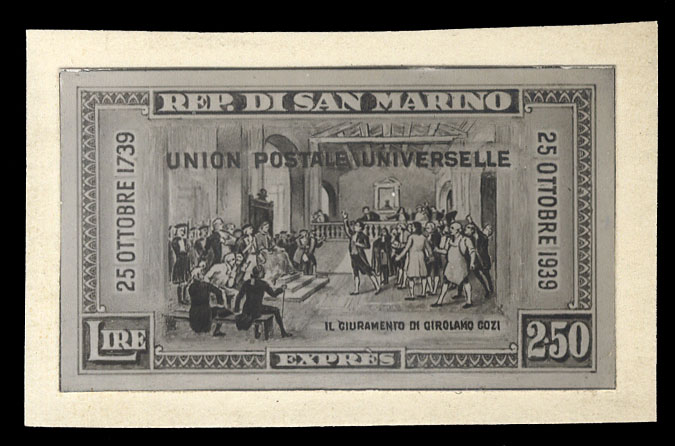 REP. DI SAN MARINO
UNION POSTALE UNIVERSELLE
25 OTTOBRE 1739
25 OTTOBRE 1939
IL GIURAMENTO DI GIROLAMO GOZI
LIRE
EXPRÈS
2·50